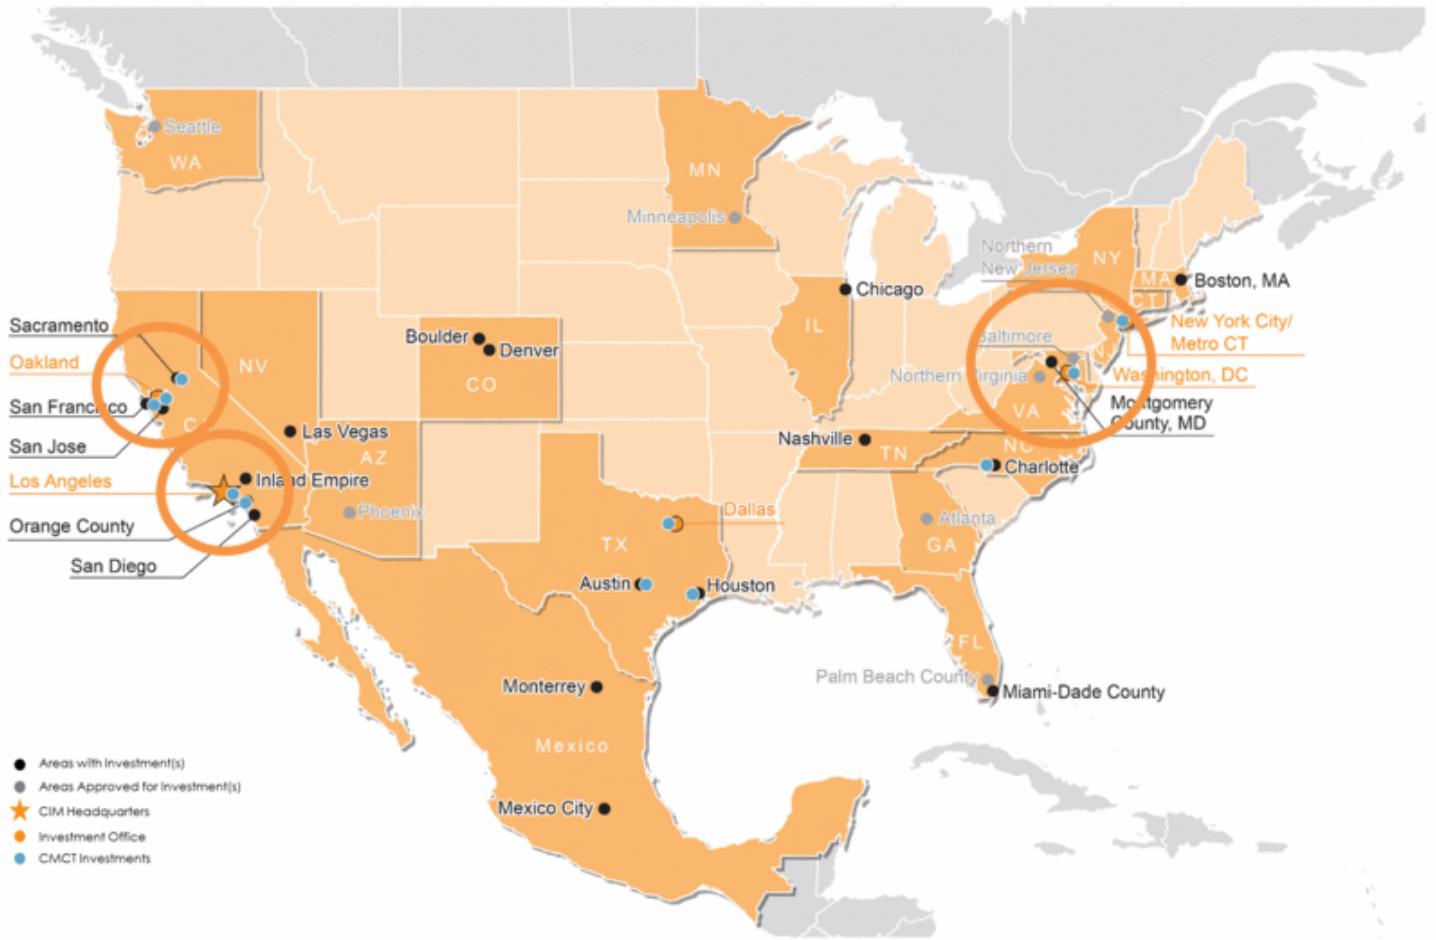 Seattle
WA
MN
Minneapolis
Northern
New Jersey
NY
MA
Boston, MA
CT
Chicago
Sacramento
Oakland
San Francisco
San Jose
Los Angeles
Orange County
San Diego
NV
Boulder
Denver
CO
IL
New York City/
Metro CT
Baltimore
Northern Virginia
Washington, DC
Montgomery
County, MD
VA
Las Vegas
AZ
Nashville
TN
NC
Charlotte
Inland Empire
Phoenix
Dallas
TX
Atlanta
GA
Austin
Houston
FL
Palm Beach County
Miami-Dade County
Monterrey
Mexico
Mexico City
Areas with Investment(s)
Areas Approved for Investment(s)
CIM Headquarters
Investment Office
CMCT Investments